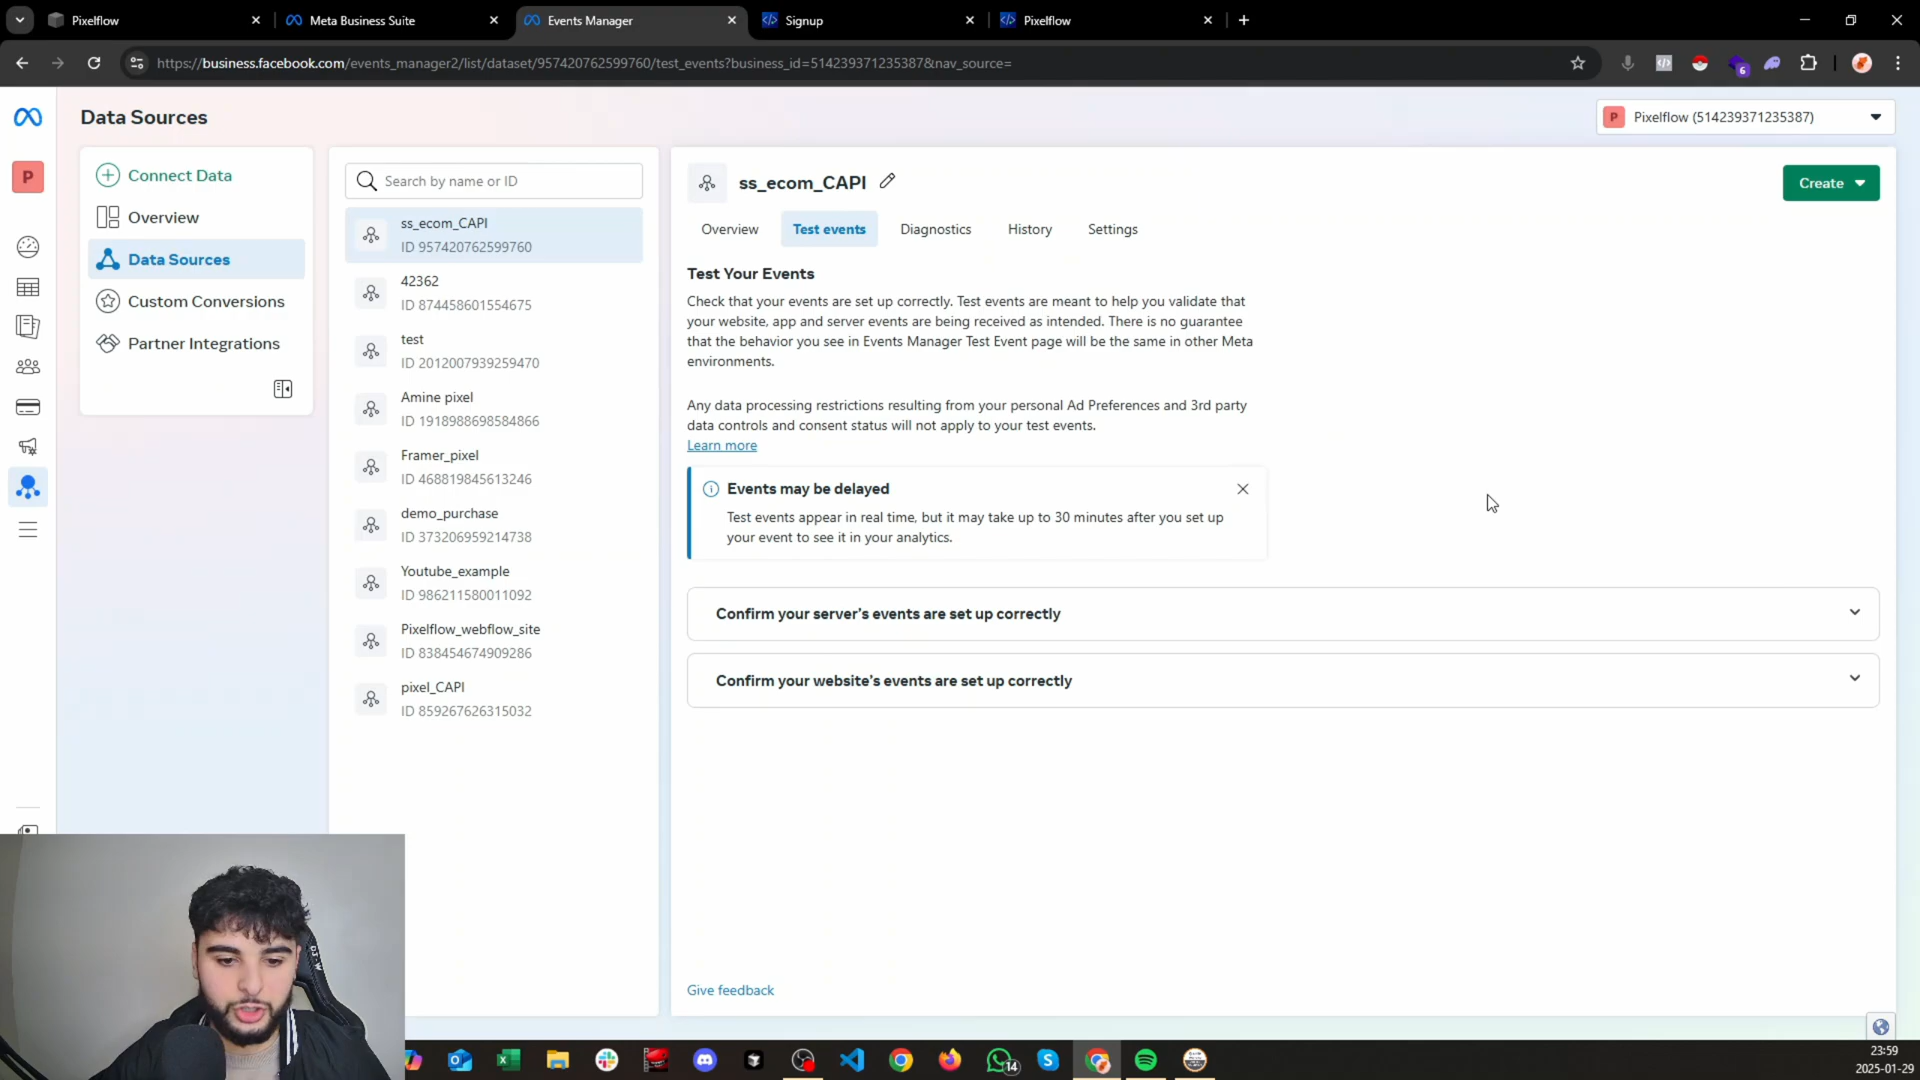 Pixelflow
Meta Business Suite
Events Manager
Signup
Pixelflow
https://business.facebook.com/events_manager2/list/dataset/957420762599760/test_events?business_id=514239371235387&nav_source=
6
Data Sources
P
Pixelflow (514239371235387)
P
Connect Data
Overview
Data Sources
Custom Conversions
Partner Integrations
Search by name or ID
ss_ecom_CAPI
ID 957420762599760
42362
ID 874458601554675
test
ID 2012007939259470
Amine pixel
ID 1918988698584866
Framer_pixel
ID 468819845613246
demo_purchase
ID 373206959214738
Youtube_example
ID 986211580011092
Pixelflow_webflow_site
ID 838454674909286
pixel_CAPI
ID 859267626315032
ss_ecom_CAPI
Create
Overview
Test events
Diagnostics
History
Settings
Test Your Events
Check that your events are set up correctly. Test events are meant to help you validate that
your website, app and server events are being received as intended. There is no guarantee
that the behavior you see in Events Manager Test Event page will be the same in other Meta
environments.
Any data processing restrictions resulting from your personal Ad Preferences and 3rd party
data controls and consent status will not apply to your test events.
Learn more
Events may be delayed
Test events appear in real time, but it may take up to 30 minutes after you set up
your event to see it in your analytics.
Confirm your server's events are set up correctly
Confirm your website's events are set up correctly
Give feedback
14
23:59
2025-01-29